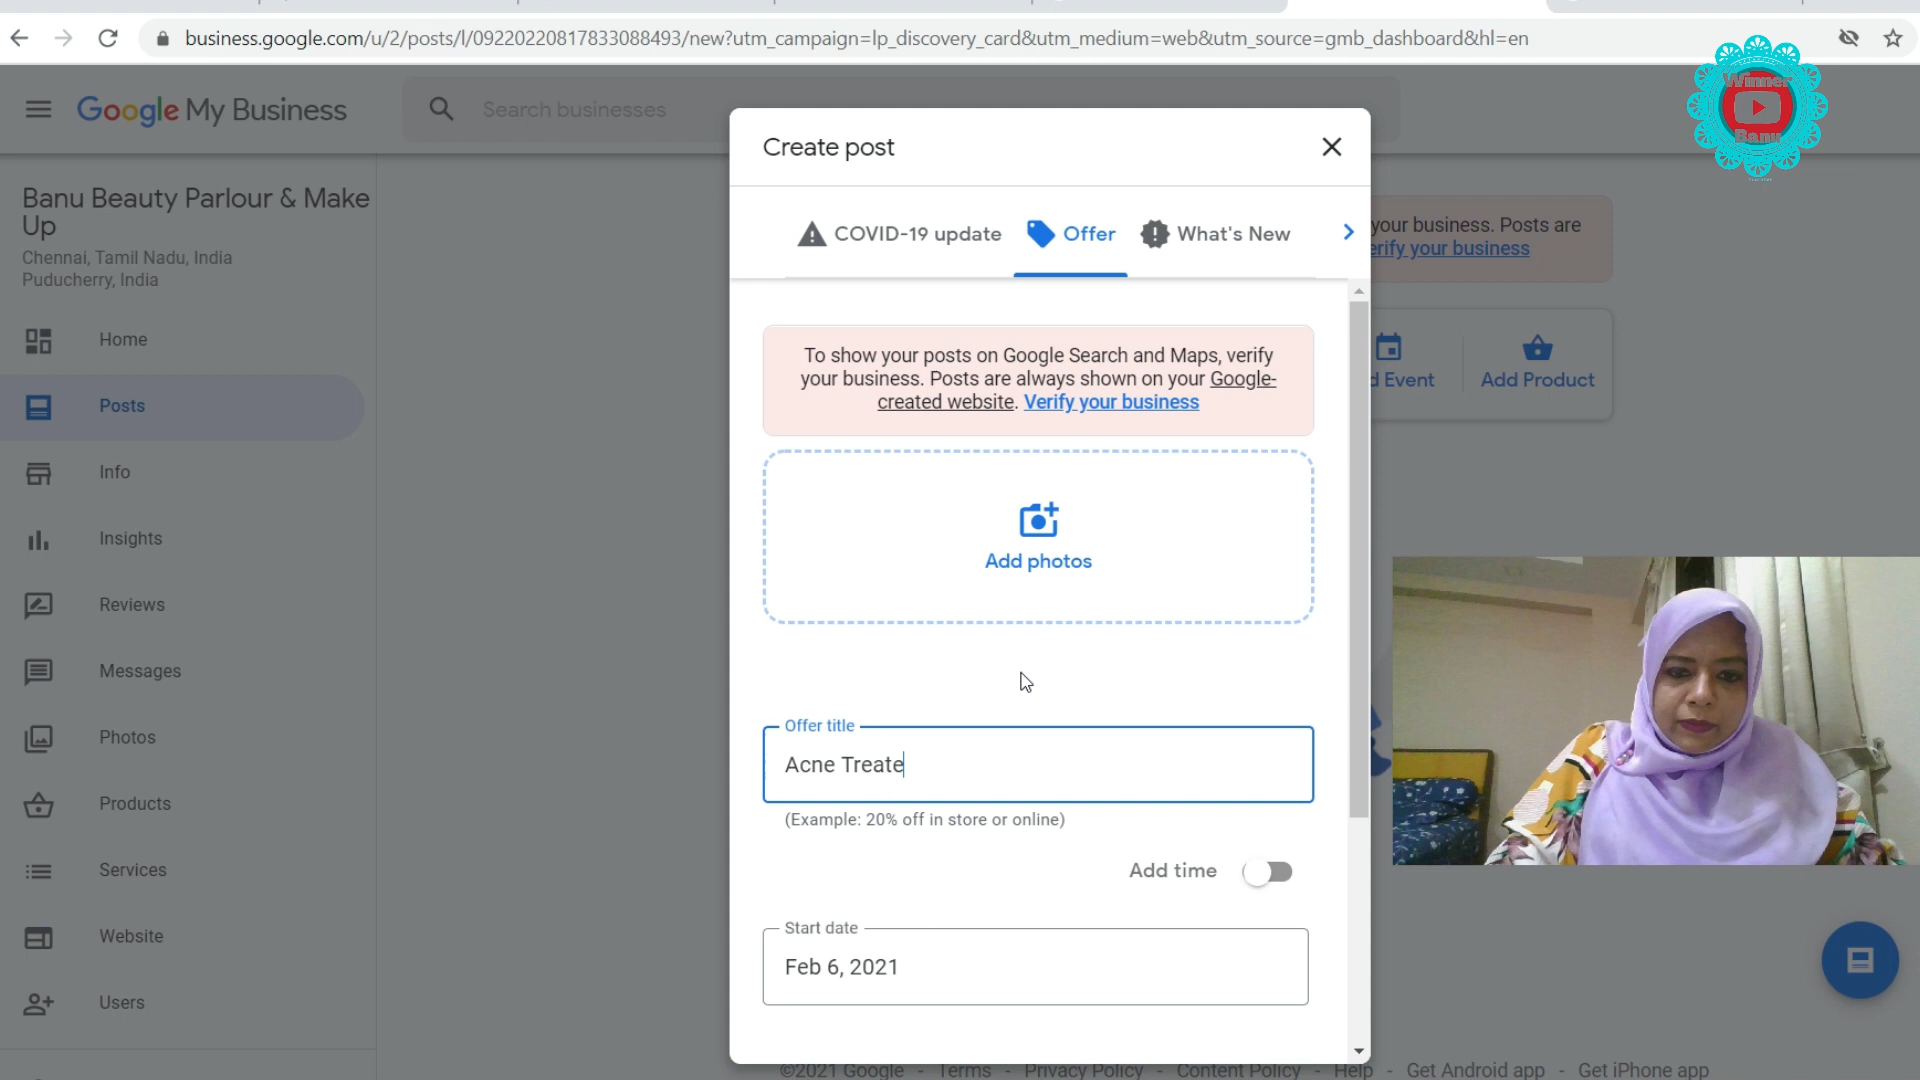 business.google.com/u/2/posts/l/09220220817833088493/new?utm_campaign=lp_discovery_card&utm_medium=web&utm_source=gmb_dashboard&hl=en
Winner
Banu
Google My Business
Search businesses
Create post
Banu Beauty Parlour & Make
Up
Chennai, Tamil Nadu, India
Puducherry, India
COVID-19 update
Offer
What's New
your business. Posts are
erify your business
To show your posts on Google Search and Maps, verify
your business. Posts are always shown on your Google-
created website. Verify your business
Home
Posts
Info
Insights
Reviews
Messages
Photos
Products
Services
Website
Users
d Event
Add Product
Add photos
Offer title
Acne Treate
(Example: 20% off in store or online)
Add time
Start date
Feb 6, 2021
©2021 Google - Terms - Privacy Policy - Content Policy - Help - Get Android app - Get iPhone app